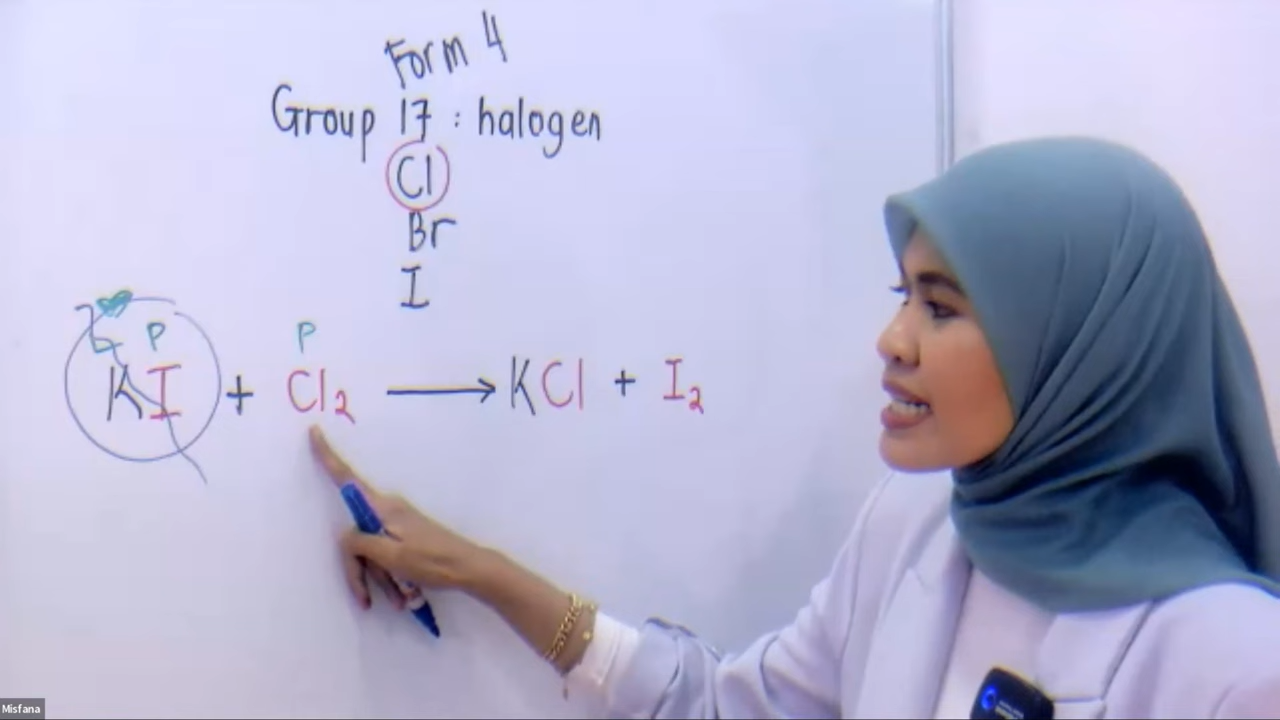 Form 4
Group 17 : halogen
Cl
Br
I
P P
KI + Cl₂ → KCl + I₂
Misfana